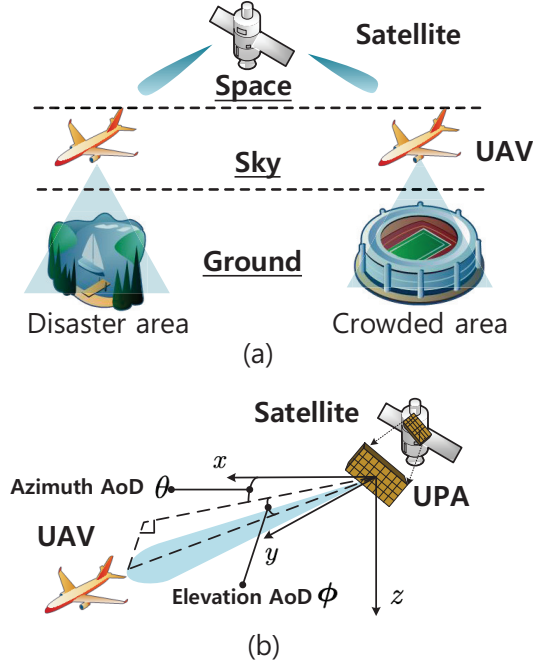 Satellite
Space
UAV
Sky
Ground
Disaster area
Crowded area
(a)
Satellite
x
Azimuth AoD θ
UPA
UAV
y
Elevation AoD ϕ
z
(b)